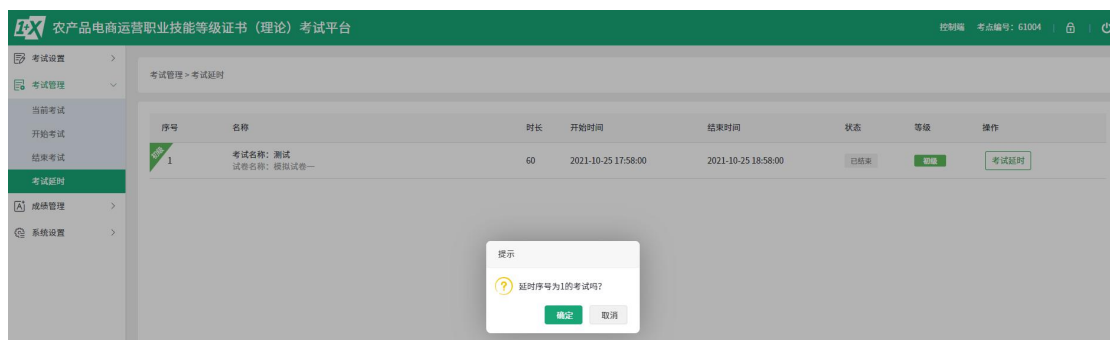 1+X 农产品电商运营职业技能等级证书（理论）考试平台
控制端 考点编号：61004
考试设置
考试管理
当前考试
开始考试
结束考试
考试延时
成绩管理
系统设置
考试管理 > 考试延时
序号 名称 时长 开始时间 结束时间 状态 等级 操作
初级 1 考试名称：测试 60 2021-10-25 17:58:00 2021-10-25 18:58:00 已结束 初级 考试延时
试卷名称：模拟试卷一
提示
延时序号为1的考试吗？
确定 取消